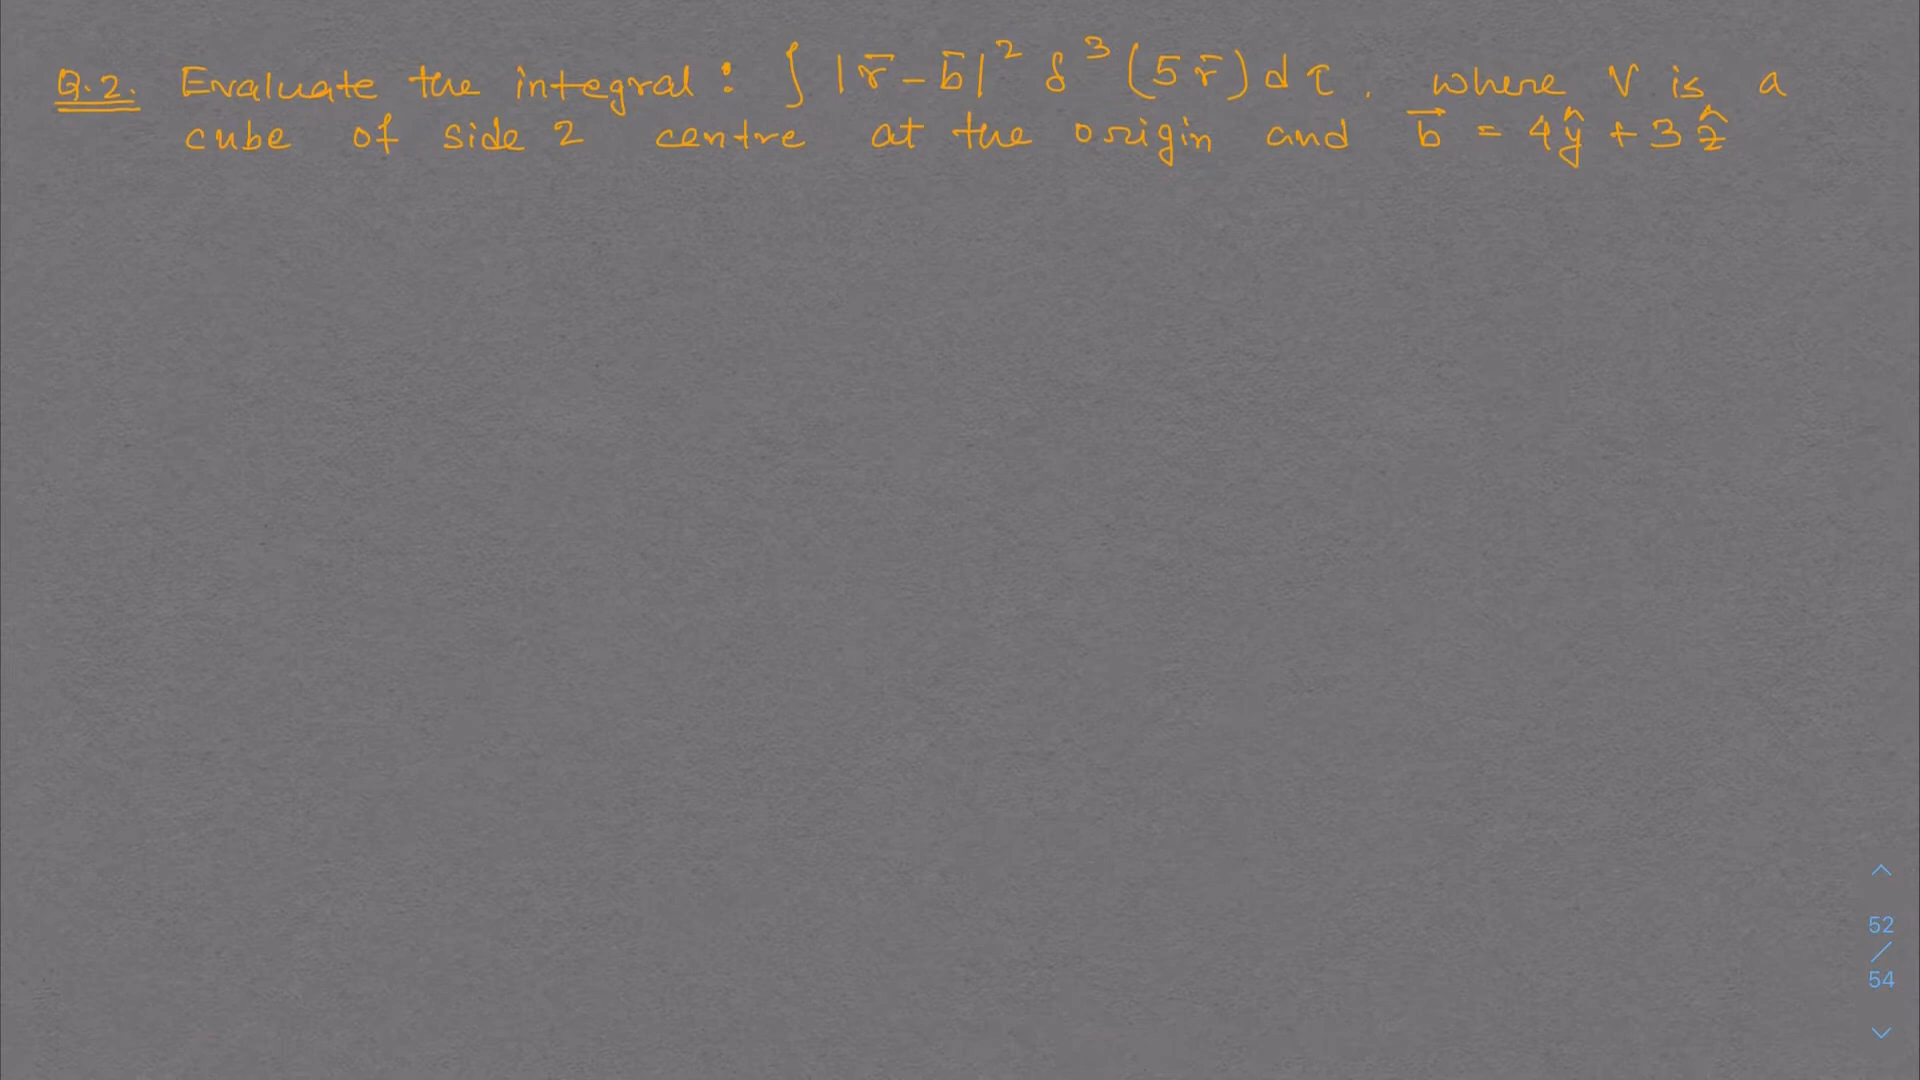 Q.2. Evaluate the integral : ∫ |r̄ - b̄|² δ³(5r̄) dτ. where V is a
cube of side 2 centre at the origin and b⃗ = 4ŷ + 3ẑ
52
/
54